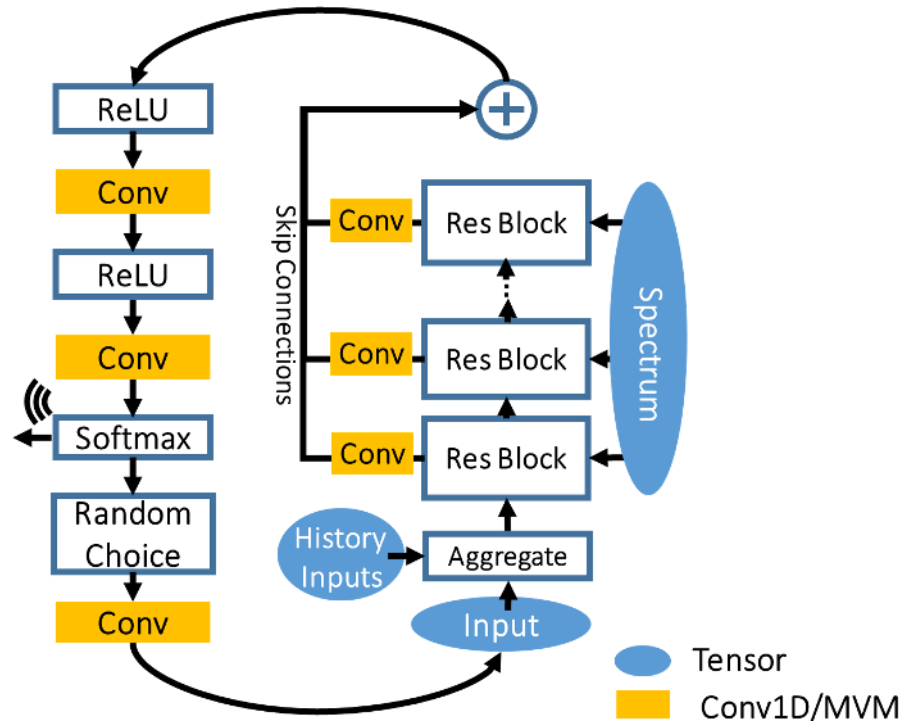 ReLU
Conv
ReLU
Conv
Softmax
Random
Choice
Conv
+
Skip Connections
Conv
Res Block
Conv
Res Block
Conv
Res Block
Spectrum
History
Inputs
Aggregate
Input
Tensor
Conv1D/MVM